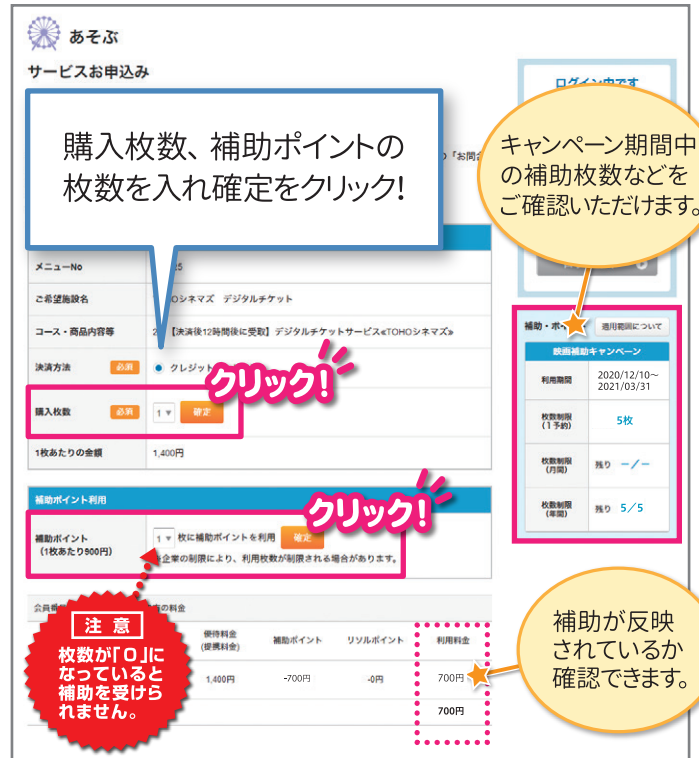 あそぶ
サービスお申込み
ログイン中です
購入枚数、補助ポイントの
枚数を入れ確定をクリック!
の「お問合
キャンペーン期間中
の補助枚数などを
ご確認いただけます。
メニューNo
5
ご希望施設名
Oシネマズ デジタルチケット
コース・商品内容等
【決済後12時間後に受取】デジタルチケットサービス≪TOHOシネマズ≫
決済方法 必須 クレジット
クリック!
購入枚数 必須 1 確定
1枚あたりの金額 1,400円
補助・ポイ 適用範囲について
映画補助キャンペーン
利用期間 2020/12/10～
2021/03/31
枚数制限
(1予約) 5枚
枚数制限
(月間) 残り -/-
枚数制限
(年間) 残り 5/5
補助ポイント利用
クリック!
補助ポイント
(1枚あたり900円)
1 枚に補助ポイントを利用 確定
企業の制限により、利用枚数が制限される場合があります。
会員番
の料金
注意
枚数が「0」に
なっていると
補助を受けら
れません。
優待料金
(提携料金) 補助ポイント リソルポイント 利用料金
1,400円 -700円 -0円 700円
700円
補助が反映
されているか
確認できます。